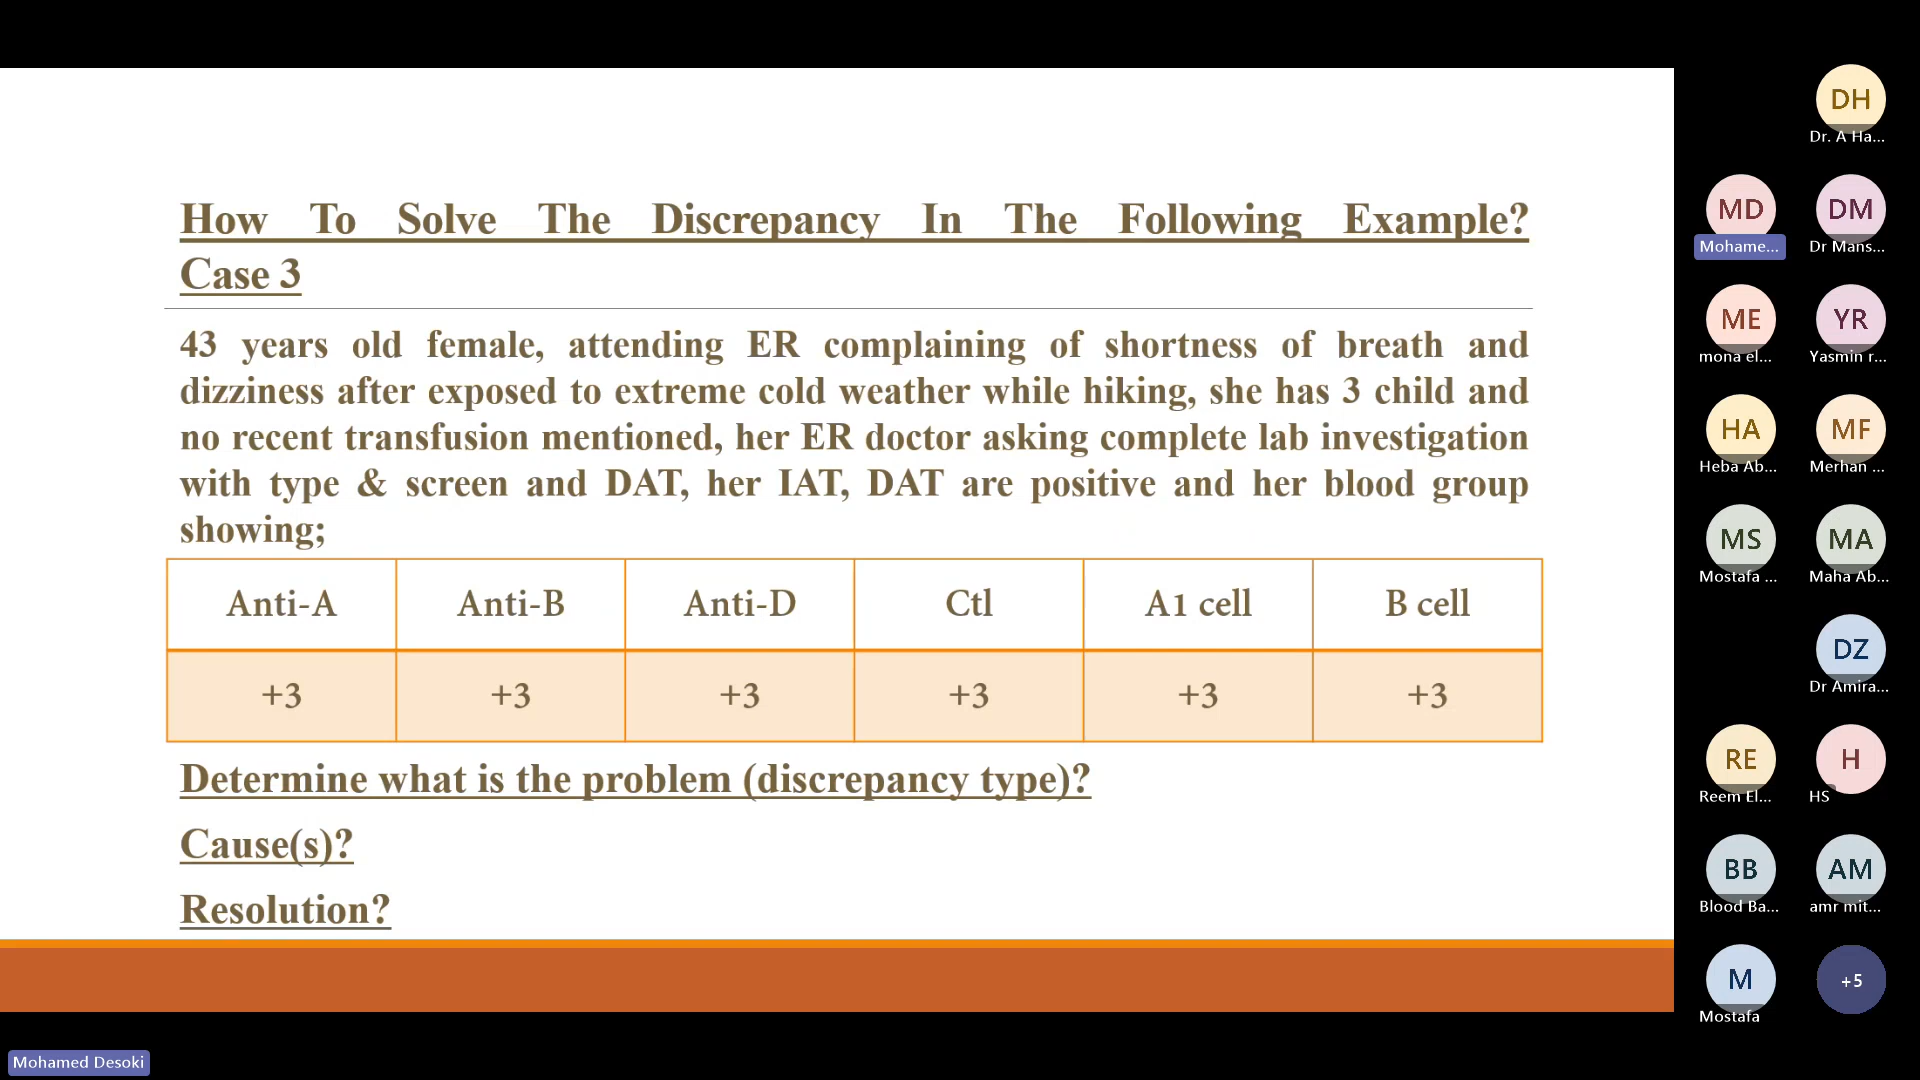 How To Solve The Discrepancy In The Following Example?
Case 3
43 years old female, attending ER complaining of shortness of breath and
dizziness after exposed to extreme cold weather while hiking, she has 3 child and
no recent transfusion mentioned, her ER doctor asking complete lab investigation
with type & screen and DAT, her IAT, DAT are positive and her blood group
showing;
Anti-A Anti-B Anti-D Ctl A1 cell B cell
+3 +3 +3 +3 +3 +3
Determine what is the problem (discrepancy type)?
Cause(s)?
Resolution?
DH
Dr. A Ha...
MD DM
Mohame... Dr Mans...
ME YR
mona el... Yasmin r...
HA MF
Heba Ab... Merhan ...
MS MA
Mostafa ... Maha Ab...
DZ
Dr Amira...
RE H
Reem El... HS
BB AM
Blood Ba... amr mit...
M +5
Mostafa
Mohamed Desoki